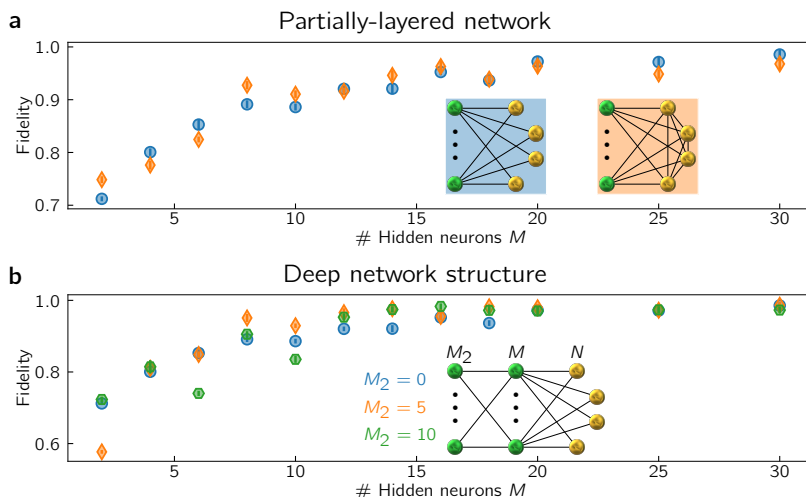 a
Partially-layered network
1.0
0.9
0.8
0.7
Fidelity
5
10
15
20
25
30
# Hidden neurons M
b
Deep network structure
1.0
0.8
0.6
Fidelity
M₂ = 0
M₂ = 5
M₂ = 10
M₂
M
N
5
10
15
20
25
30
# Hidden neurons M